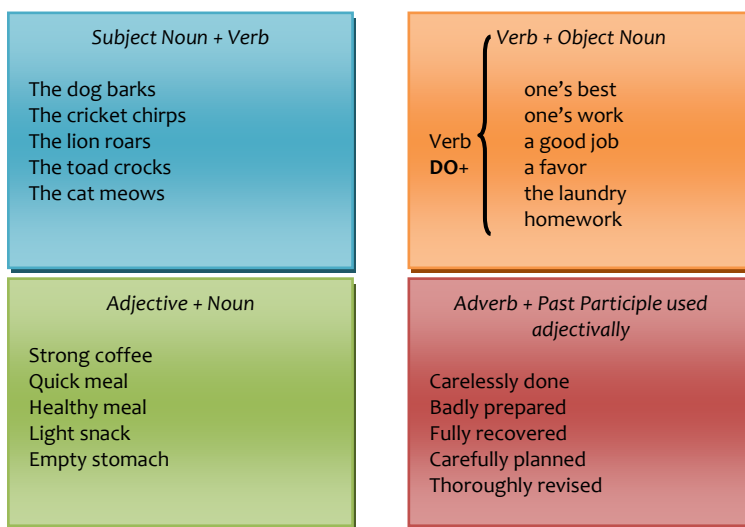 Subject Noun + Verb
The dog barks
The cricket chirps
The lion roars
The toad crocks
The cat meows
Verb + Object Noun
Verb
DO+
one's best
one's work
a good job
a favor
the laundry
homework
Adjective + Noun
Strong coffee
Quick meal
Healthy meal
Light snack
Empty stomach
Adverb + Past Participle used
adjectivally
Carelessly done
Badly prepared
Fully recovered
Carefully planned
Thoroughly revised